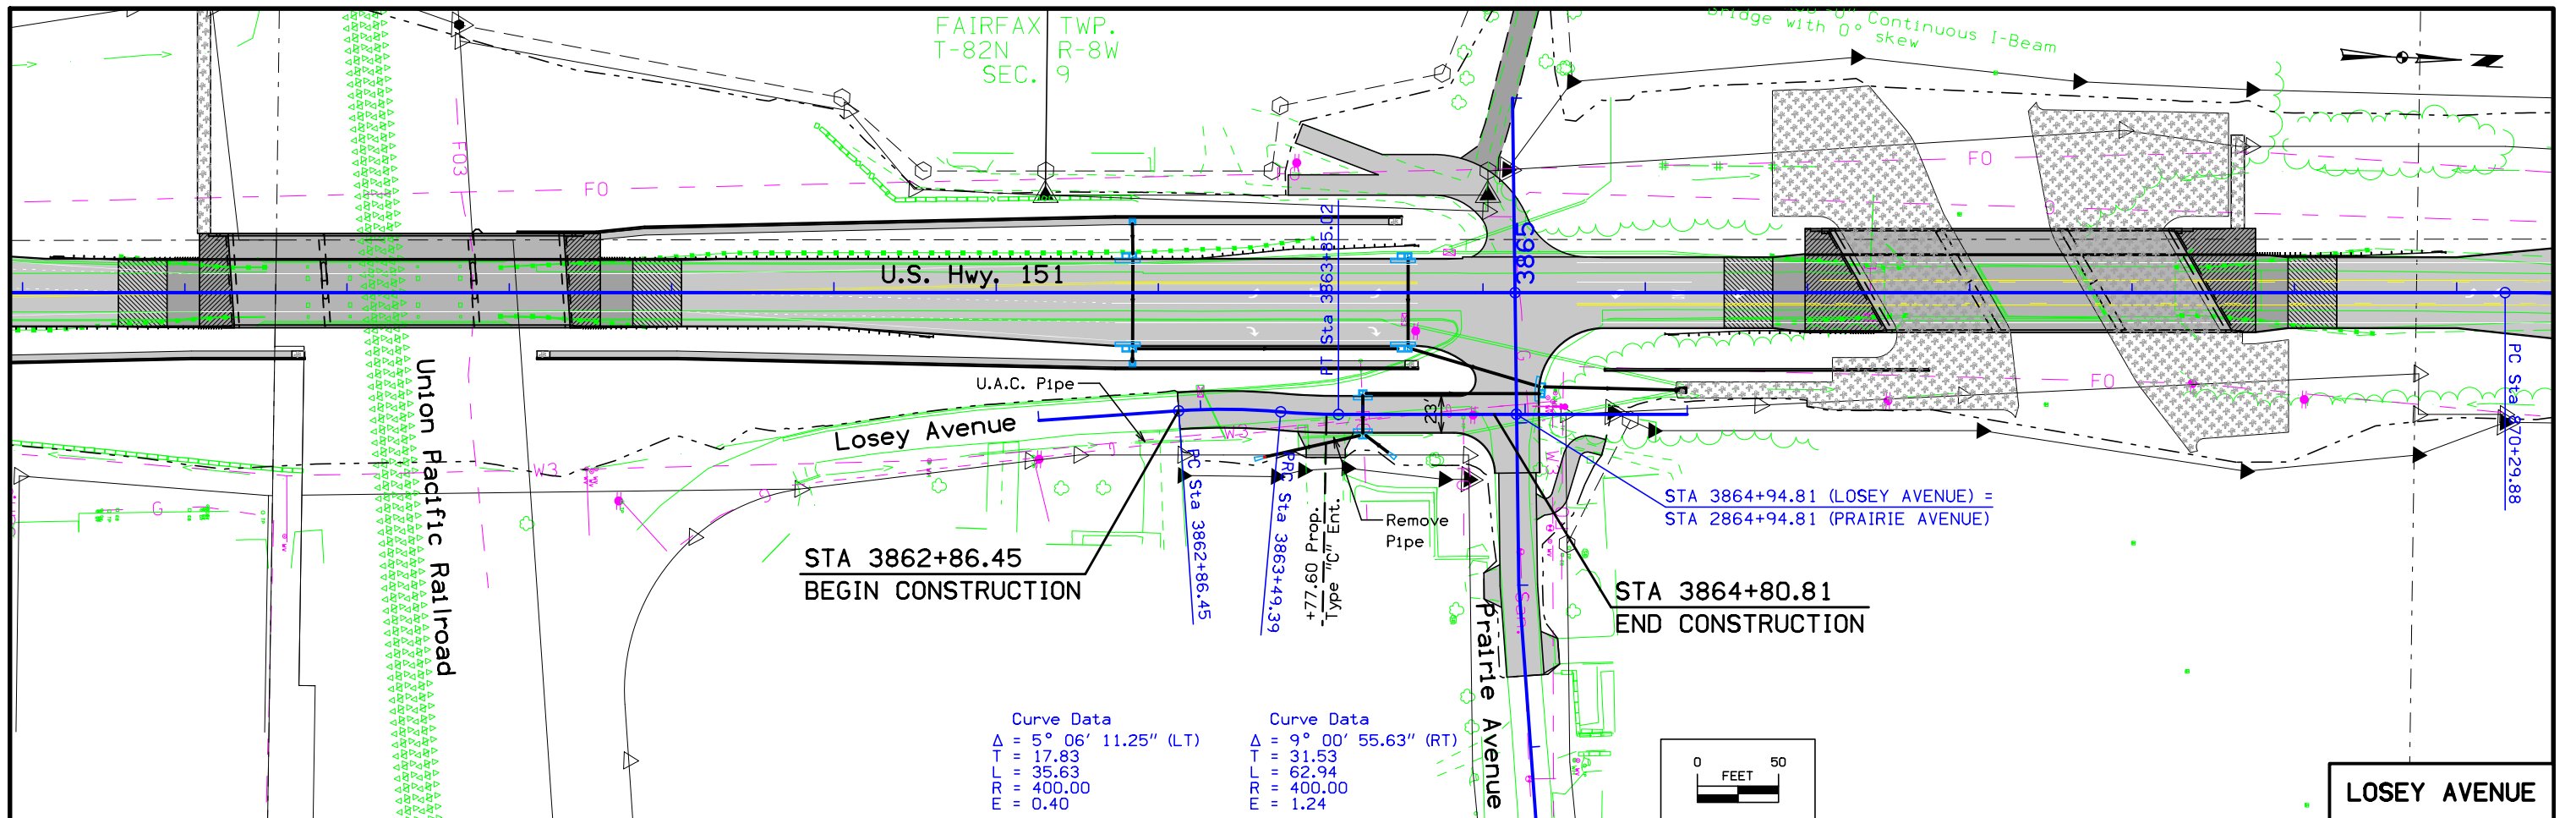 FAIRFAX TWP.
T-82N R-8W
SEC. 9
Continuous I-Beam
Bridge with 0° skew
FO3
FO
FO
FO
U.S. Hwy. 151
PT Sta 3863+85.02
3865
PC Sta 3870+29.88
Union Pacific Railroad
U.A.C. Pipe
Losey Avenue
23'
W3
W3
W3
G
G
G
PC Sta 3862+86.45
PRC Sta 3863+49.39
+77.60 Prop.
Type "C" Ent.
Remove
Pipe
STA 3864+94.81 (LOSEY AVENUE) =
STA 2864+94.81 (PRAIRIE AVENUE)
STA 3862+86.45
BEGIN CONSTRUCTION
STA 3864+80.81
END CONSTRUCTION
Prairie Avenue
San.
Curve Data
Δ = 5° 06' 11.25" (LT)
T = 17.83
L = 35.63
R = 400.00
E = 0.40
Curve Data
Δ = 9° 00' 55.63" (RT)
T = 31.53
L = 62.94
R = 400.00
E = 1.24
0 50
FEET
LOSEY AVENUE